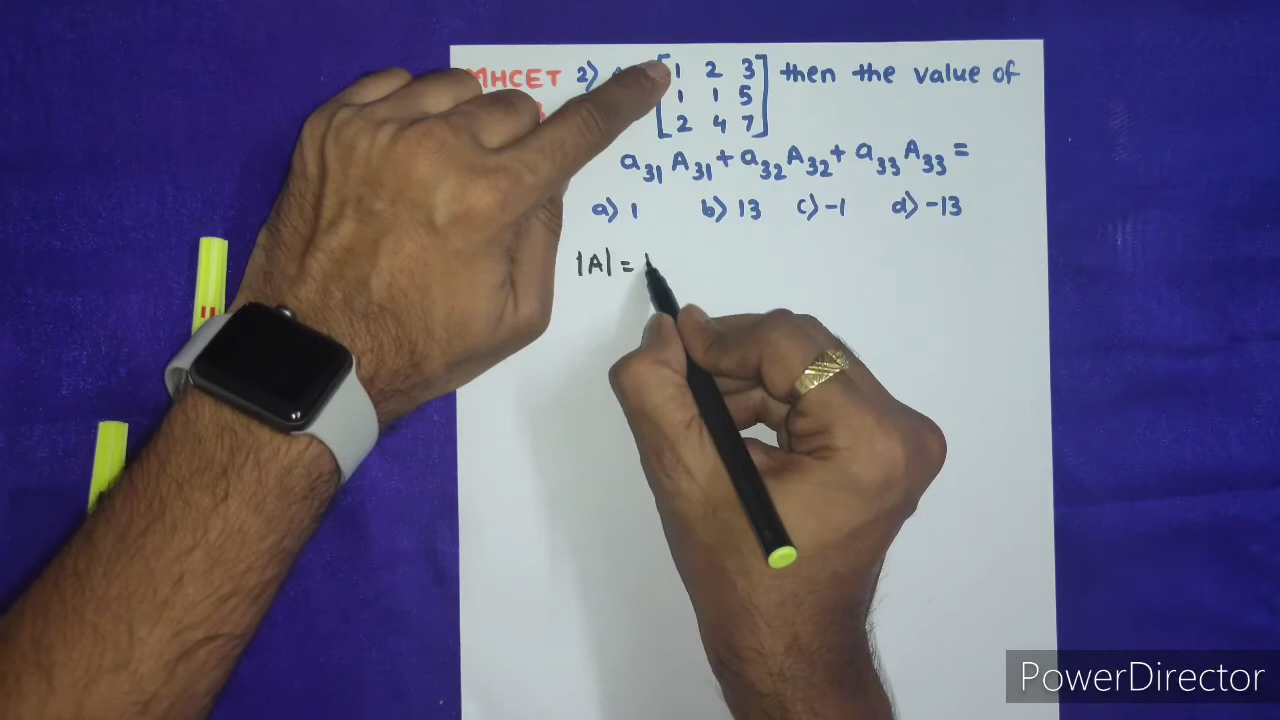 MHCET 2) [1 2 3] then the value of
1 1 5
2 4 7
a31 A31 + a32 A32 + a33 A33 =
a) 1 b) 13 c) -1 d) -13
|A| =
PowerDirector